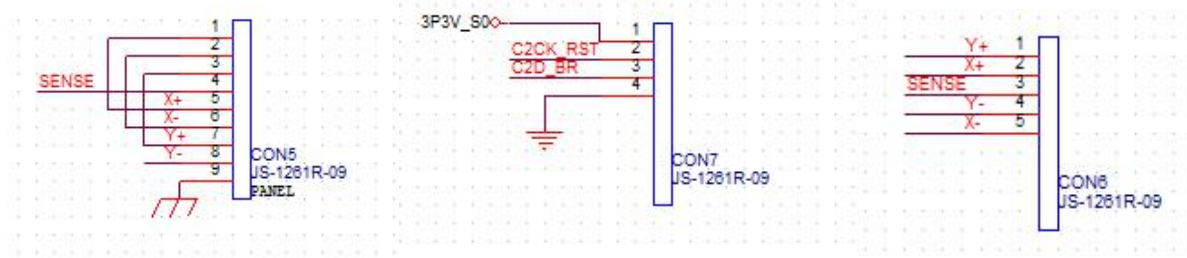 1
2
3
SENSE 4
X+ 5
X- 6
Y+ 7
Y- 8
9
CON5
JS-1261R-09
PANEL
3P3V_S0
1
C2CK_RST 2
C2D_BR 3
4
CON7
JS-1261R-09
Y+ 1
X+ 2
SENSE 3
Y- 4
X- 5
CON6
JS-1261R-09